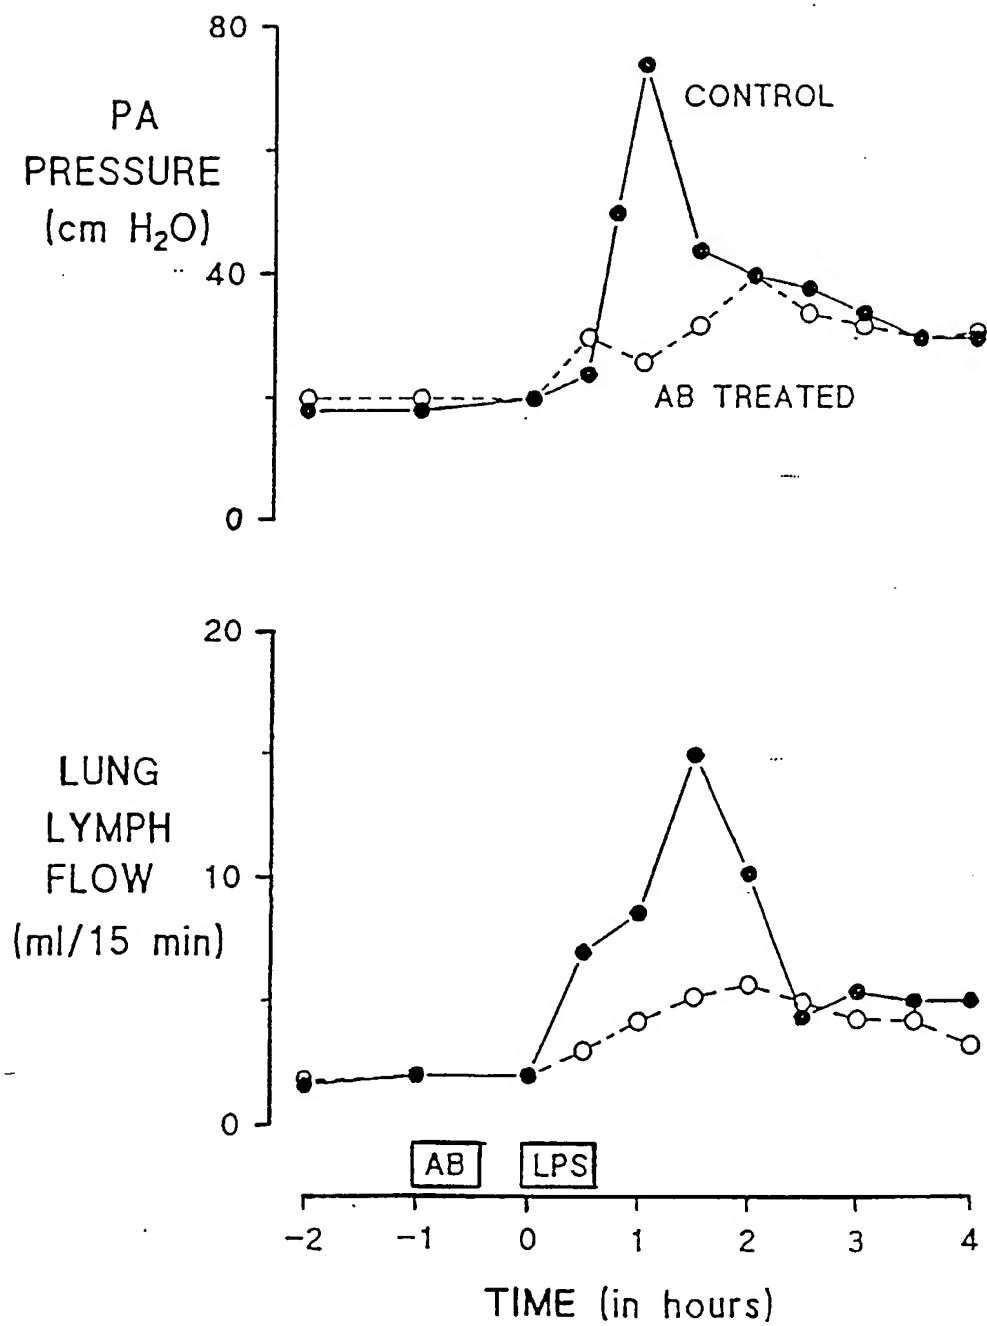 80
PA
PRESSURE
(cm H₂O)
40
0
CONTROL
AB TREATED
20
LUNG
LYMPH
FLOW
(ml/15 min)
10
0
AB
LPS
-2 -1 0 1 2 3 4
TIME (in hours)